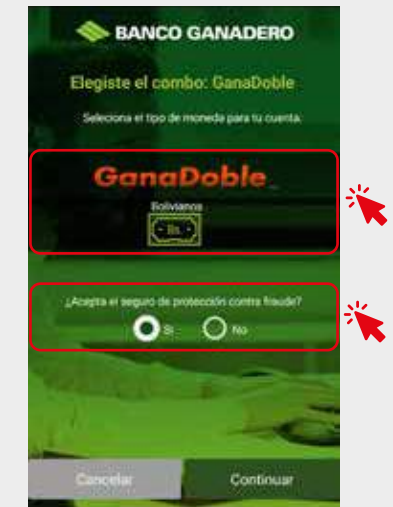 BANCO GANADERO
Elegiste el combo: GanaDoble
Selecciona el tipo de moneda para tu cuenta:
GanaDoble
Bolivianos
Bs.
¿Acepta el seguro de protección contra fraude?
Si No
Cancelar Continuar